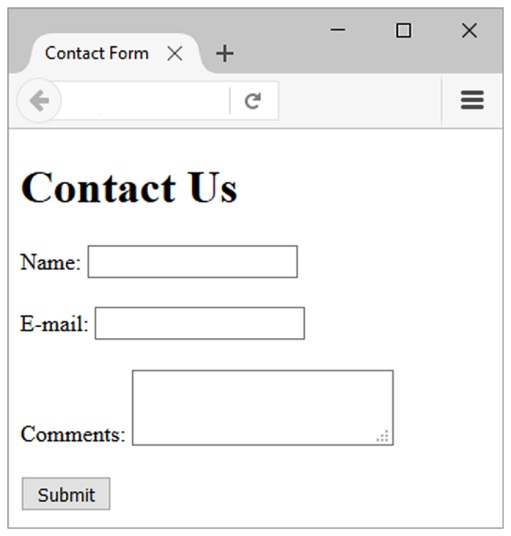 Contact Form
Contact Us
Name:
E-mail:
Comments:
Submit